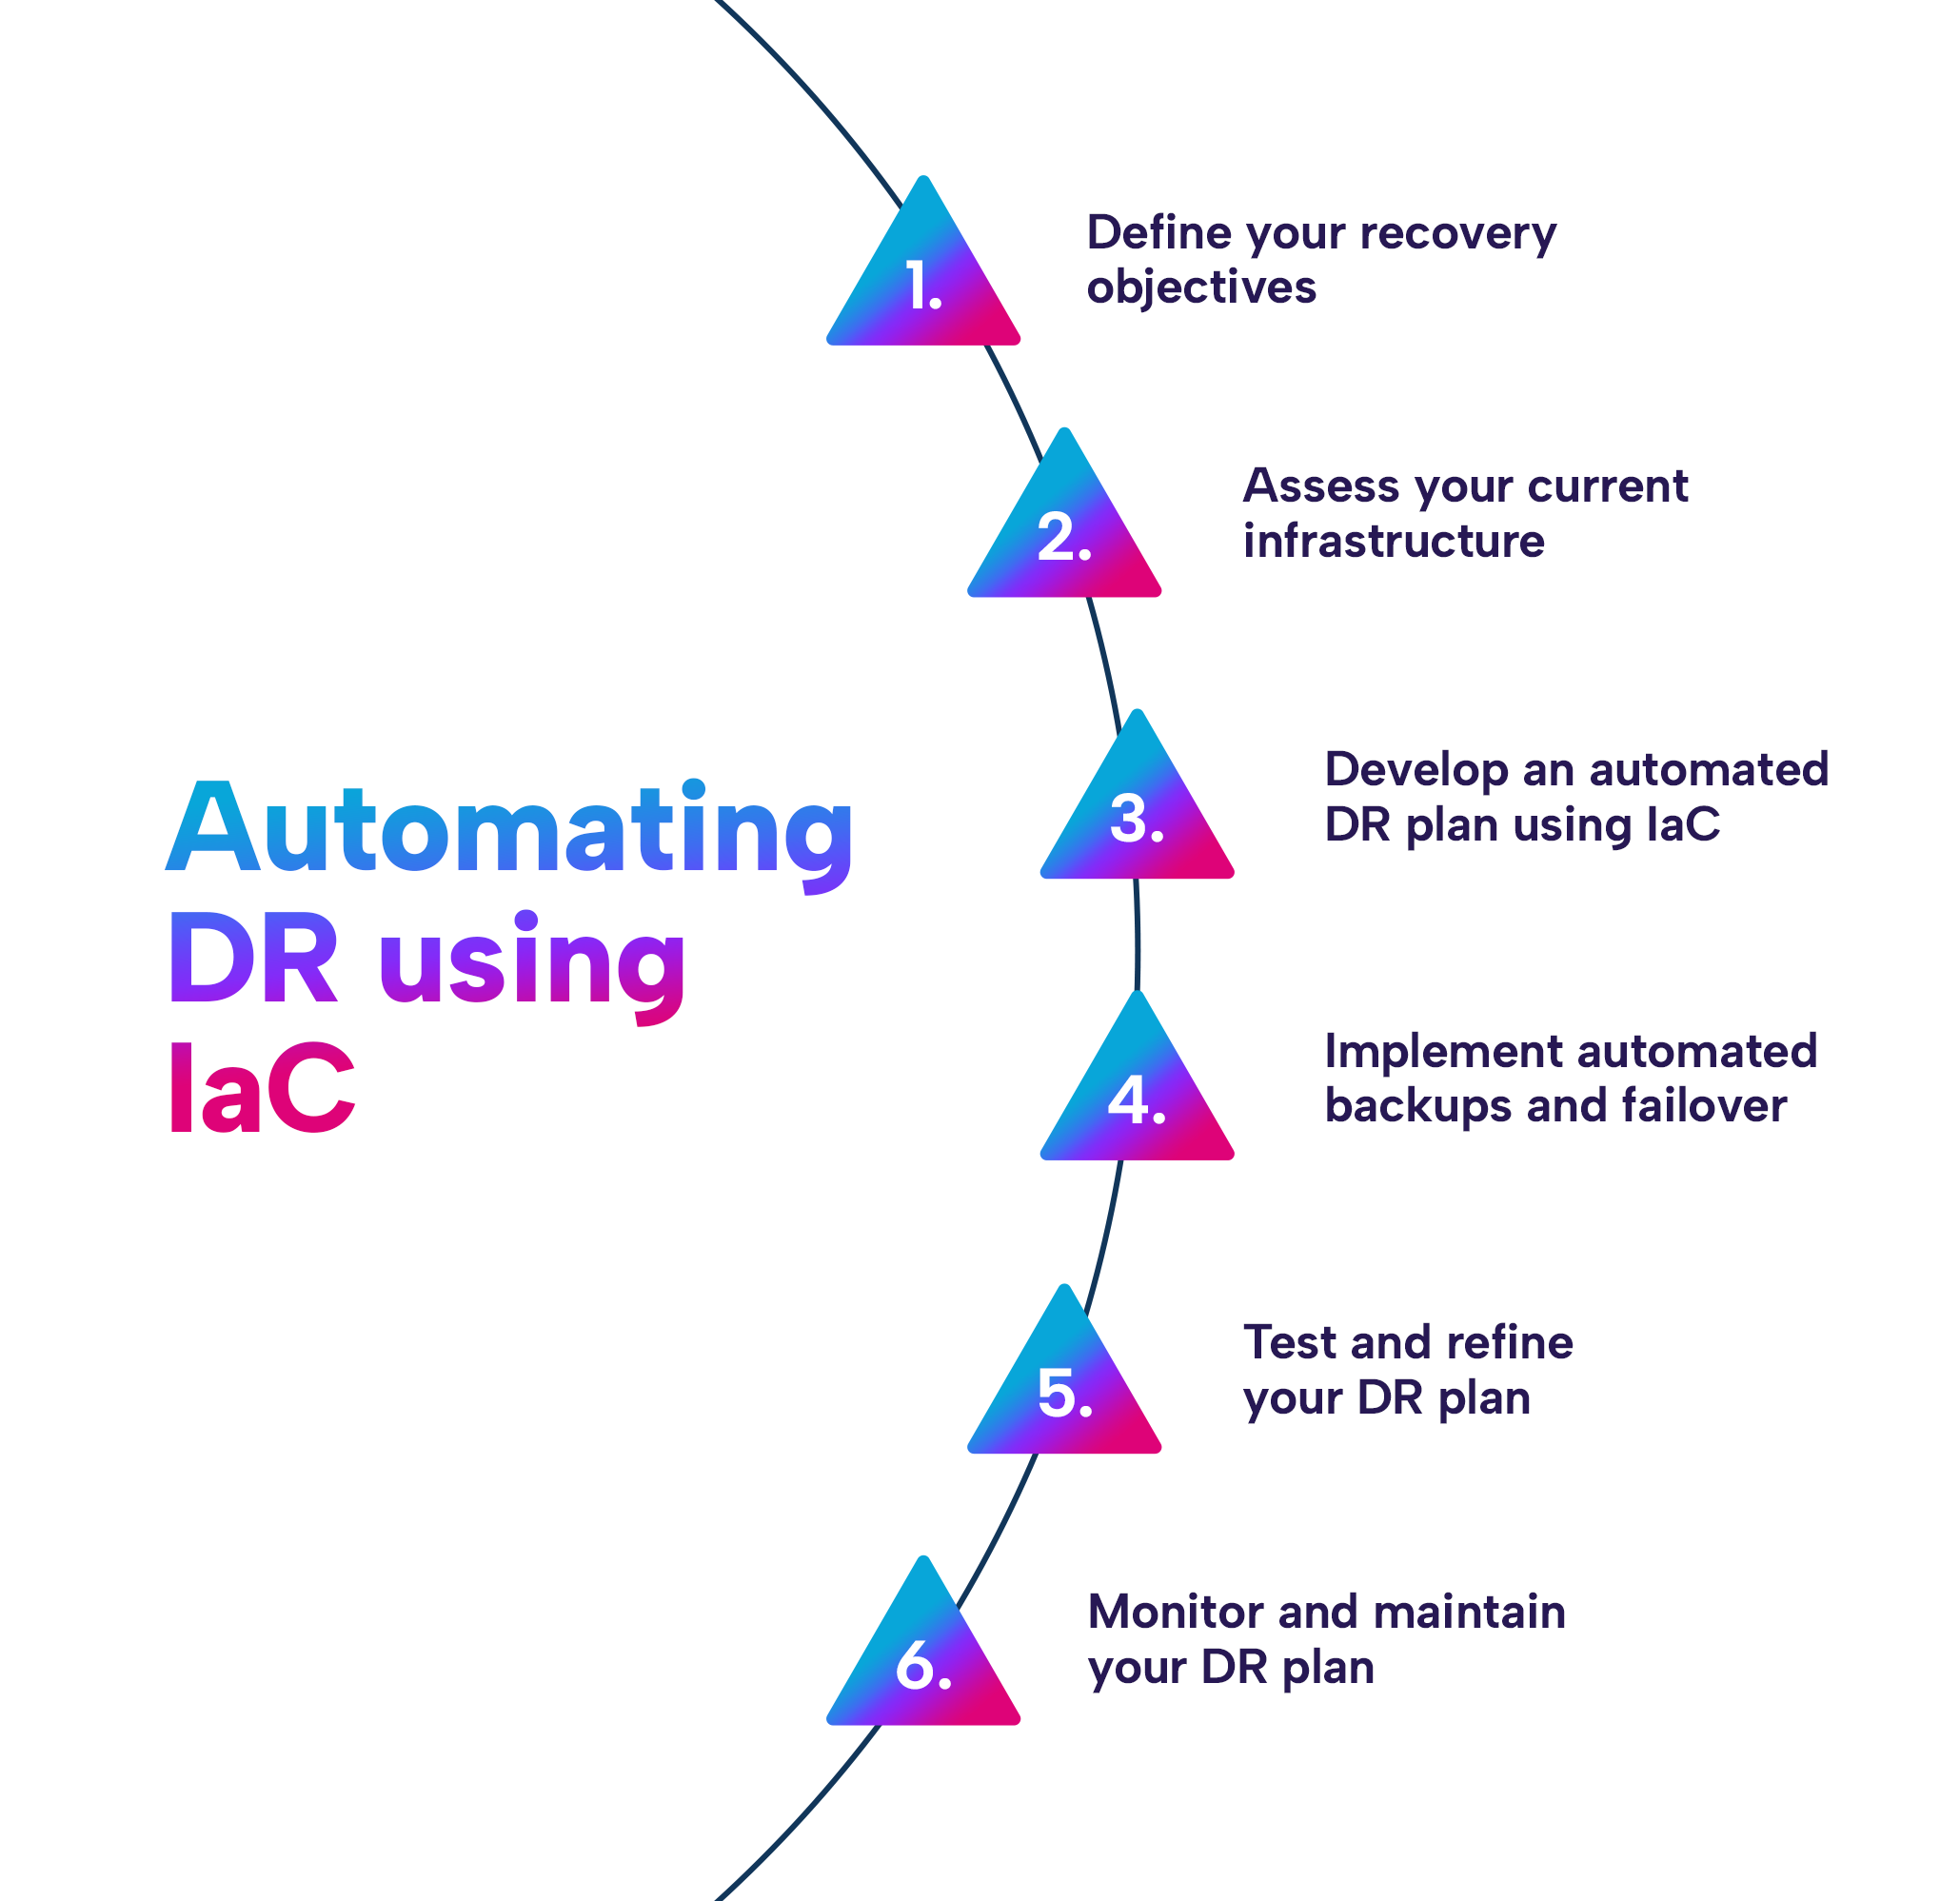 Automating
DR using
IaC
1.
Define your recovery
objectives
2.
Assess your current
infrastructure
3.
Develop an automated
DR plan using IaC
4.
Implement automated
backups and failover
5.
Test and refine
your DR plan
6.
Monitor and maintain
your DR plan